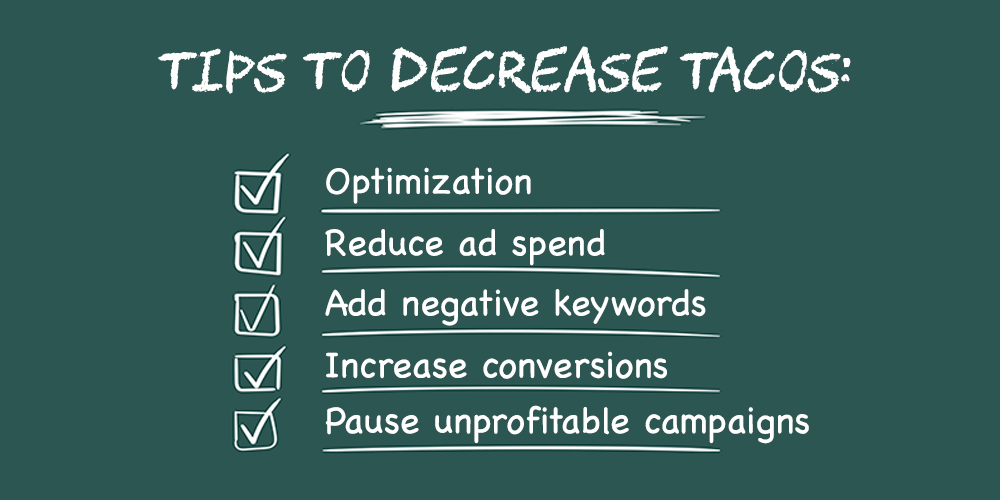 TIPS TO DECREASE TACOS:
Optimization
Reduce ad spend
Add negative keywords
Increase conversions
Pause unprofitable campaigns